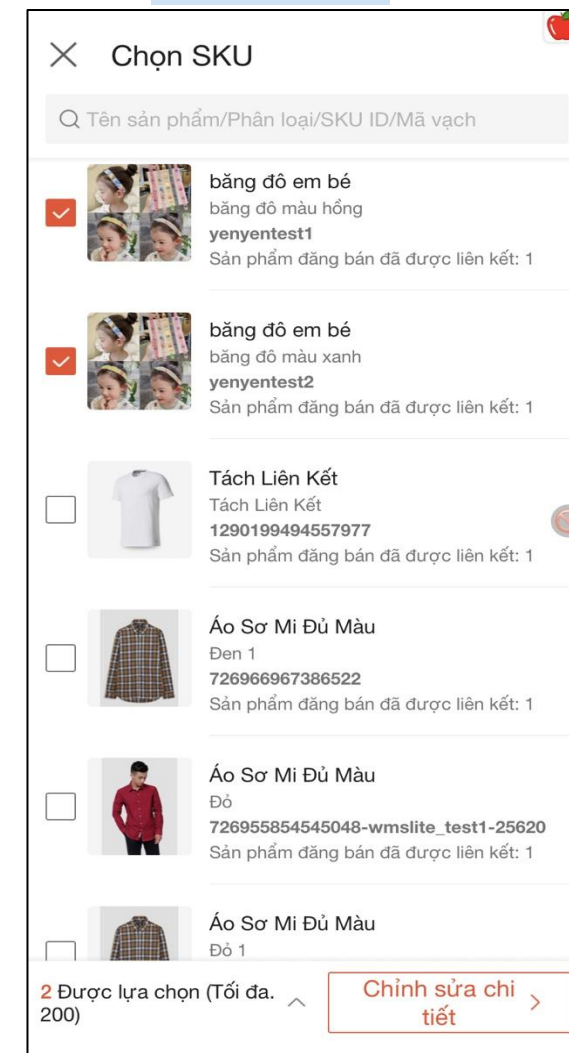 Chọn SKU
Tên sản phẩm/Phân loại/SKU ID/Mã vạch
băng đô em bé
băng đô màu hồng
yenyentest1
Sản phẩm đăng bán đã được liên kết: 1
băng đô em bé
băng đô màu xanh
yenyentest2
Sản phẩm đăng bán đã được liên kết: 1
Tách Liên Kết
Tách Liên Kết
1290199494557977
Sản phẩm đăng bán đã được liên kết: 1
Áo Sơ Mi Đủ Màu
Đen 1
726966967386522
Sản phẩm đăng bán đã được liên kết: 1
Áo Sơ Mi Đủ Màu
Đỏ
726955854545048-wmslite_test1-25620
Sản phẩm đăng bán đã được liên kết: 1
Áo Sơ Mi Đủ Màu
Đỏ 1
2 Được lựa chọn (Tối đa.
200)
Chỉnh sửa chi
tiết